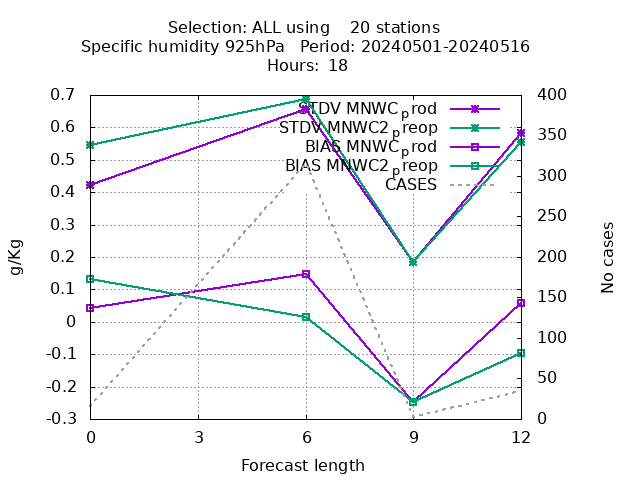 Selection: ALL using 20 stations
Specific humidity 925hPa Period: 20240501-20240516
Hours: 18
0.7
0.6
0.5
0.4
0.3
0.2
0.1
0
-0.1
-0.2
-0.3
g/Kg
STDV MNWC_prod
STDV MNWC2_preop
BIAS MNWC_prod
BIAS MNWC2_preop
CASES
400
350
300
250
200
150
100
50
0
No cases
0 3 6 9 12
Forecast length